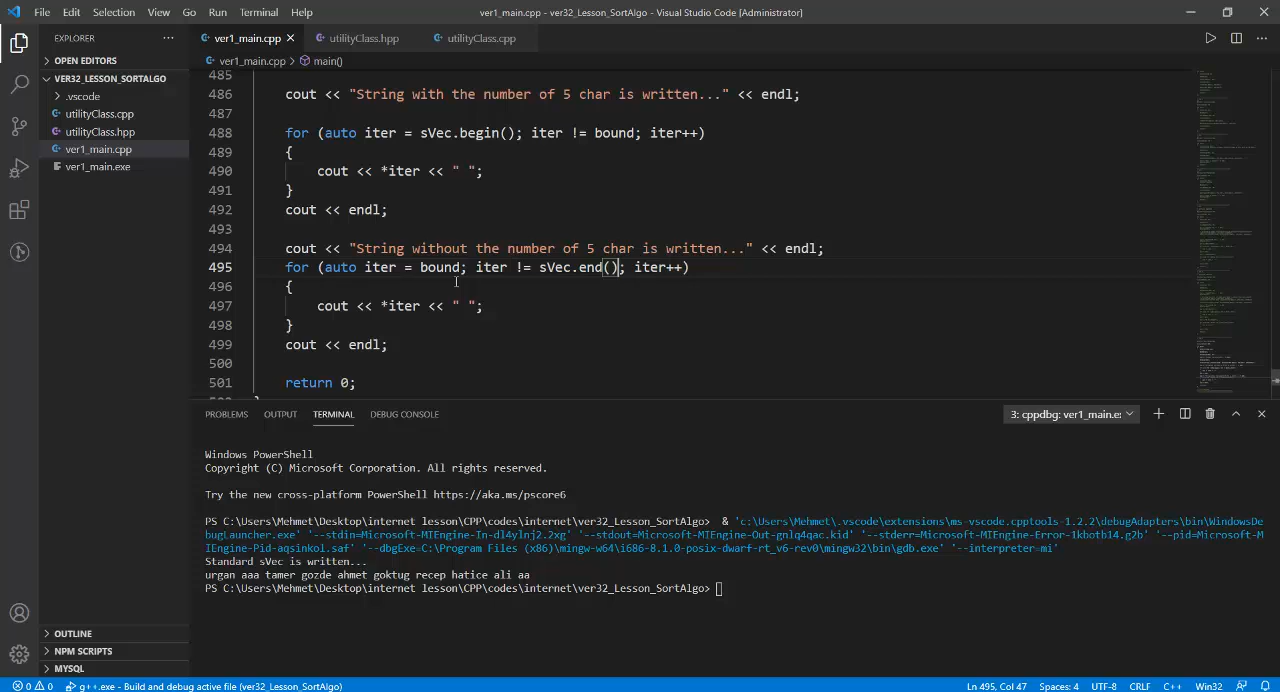 File Edit Selection View Go Run Terminal Help
ver1_main.cpp - ver32_Lesson_SortAlgo - Visual Studio Code [Administrator]
EXPLORER
OPEN EDITORS
VER32_LESSON_SORTALGO
.vscode
utilityClass.cpp
utilityClass.hpp
ver1_main.cpp
ver1_main.exe
OUTLINE
NPM SCRIPTS
MYSQL
ver1_main.cpp utilityClass.hpp utilityClass.cpp
ver1_main.cpp > main()
485
486 cout << "String with the number of 5 char is written..." << endl;
487
488 for (auto iter = sVec.begin(); iter != bound; iter++)
489 {
490 cout << *iter << " ";
491 }
492 cout << endl;
493
494 cout << "String without the number of 5 char is written..." << endl;
495 for (auto iter = bound; iter != sVec.end(); iter++)
496 {
497 cout << *iter << " ";
498 }
499 cout << endl;
500
501 return 0;
PROBLEMS OUTPUT TERMINAL DEBUG CONSOLE
3: cppdbg: ver1_main.e
Windows PowerShell
Copyright (C) Microsoft Corporation. All rights reserved.
Try the new cross-platform PowerShell https://aka.ms/pscore6
PS C:\Users\Mehmet\Desktop\internet lesson\CPP\codes\internet\ver32_Lesson_SortAlgo> & 'c:\Users\Mehmet\.vscode\extensions\ms-vscode.cpptools-1.2.2\debugAdapters\bin\WindowsDe
bugLauncher.exe' '--stdin=Microsoft-MIEngine-In-dl4ylnj2.2xg' '--stdout=Microsoft-MIEngine-Out-gnlq4qac.kid' '--stderr=Microsoft-MIEngine-Error-1kbotb14.g2b' '--pid=Microsoft-M
IEngine-Pid-aqsinkol.saf' '--dbgExe=C:\Program Files (x86)\mingw-w64\i686-8.1.0-posix-dwarf-rt_v6-rev0\mingw32\bin\gdb.exe' '--interpreter=mi'
Standard sVec is written...
urgan aaa tamer gozde ahmet goktug recep hatice ali aa
PS C:\Users\Mehmet\Desktop\internet lesson\CPP\codes\internet\ver32_Lesson_SortAlgo>
0 0 g++.exe - Build and debug active file (ver32_Lesson_SortAlgo)
Ln 495, Col 47 Spaces: 4 UTF-8 CRLF C++ Win32